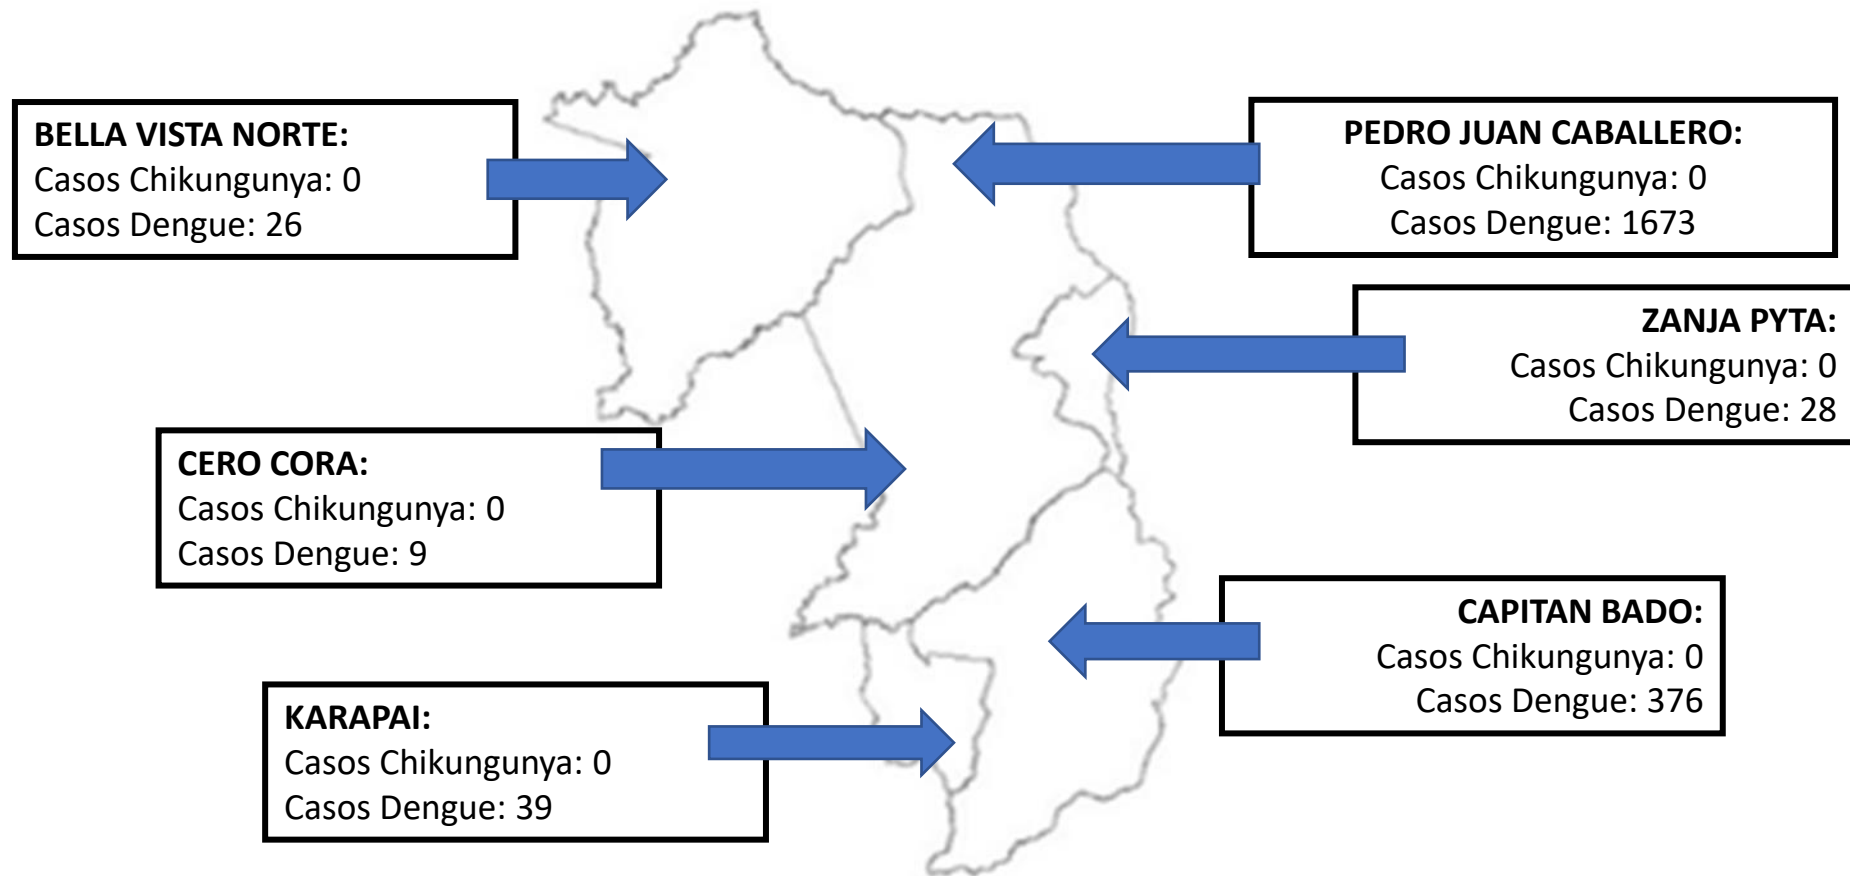 BELLA VISTA NORTE:
Casos Chikungunya: 0
Casos Dengue: 26
PEDRO JUAN CABALLERO:
Casos Chikungunya: 0
Casos Dengue: 1673
ZANJA PYTA:
Casos Chikungunya: 0
Casos Dengue: 28
CERO CORA:
Casos Chikungunya: 0
Casos Dengue: 9
CAPITAN BADO:
Casos Chikungunya: 0
Casos Dengue: 376
KARAPAI:
Casos Chikungunya: 0
Casos Dengue: 39